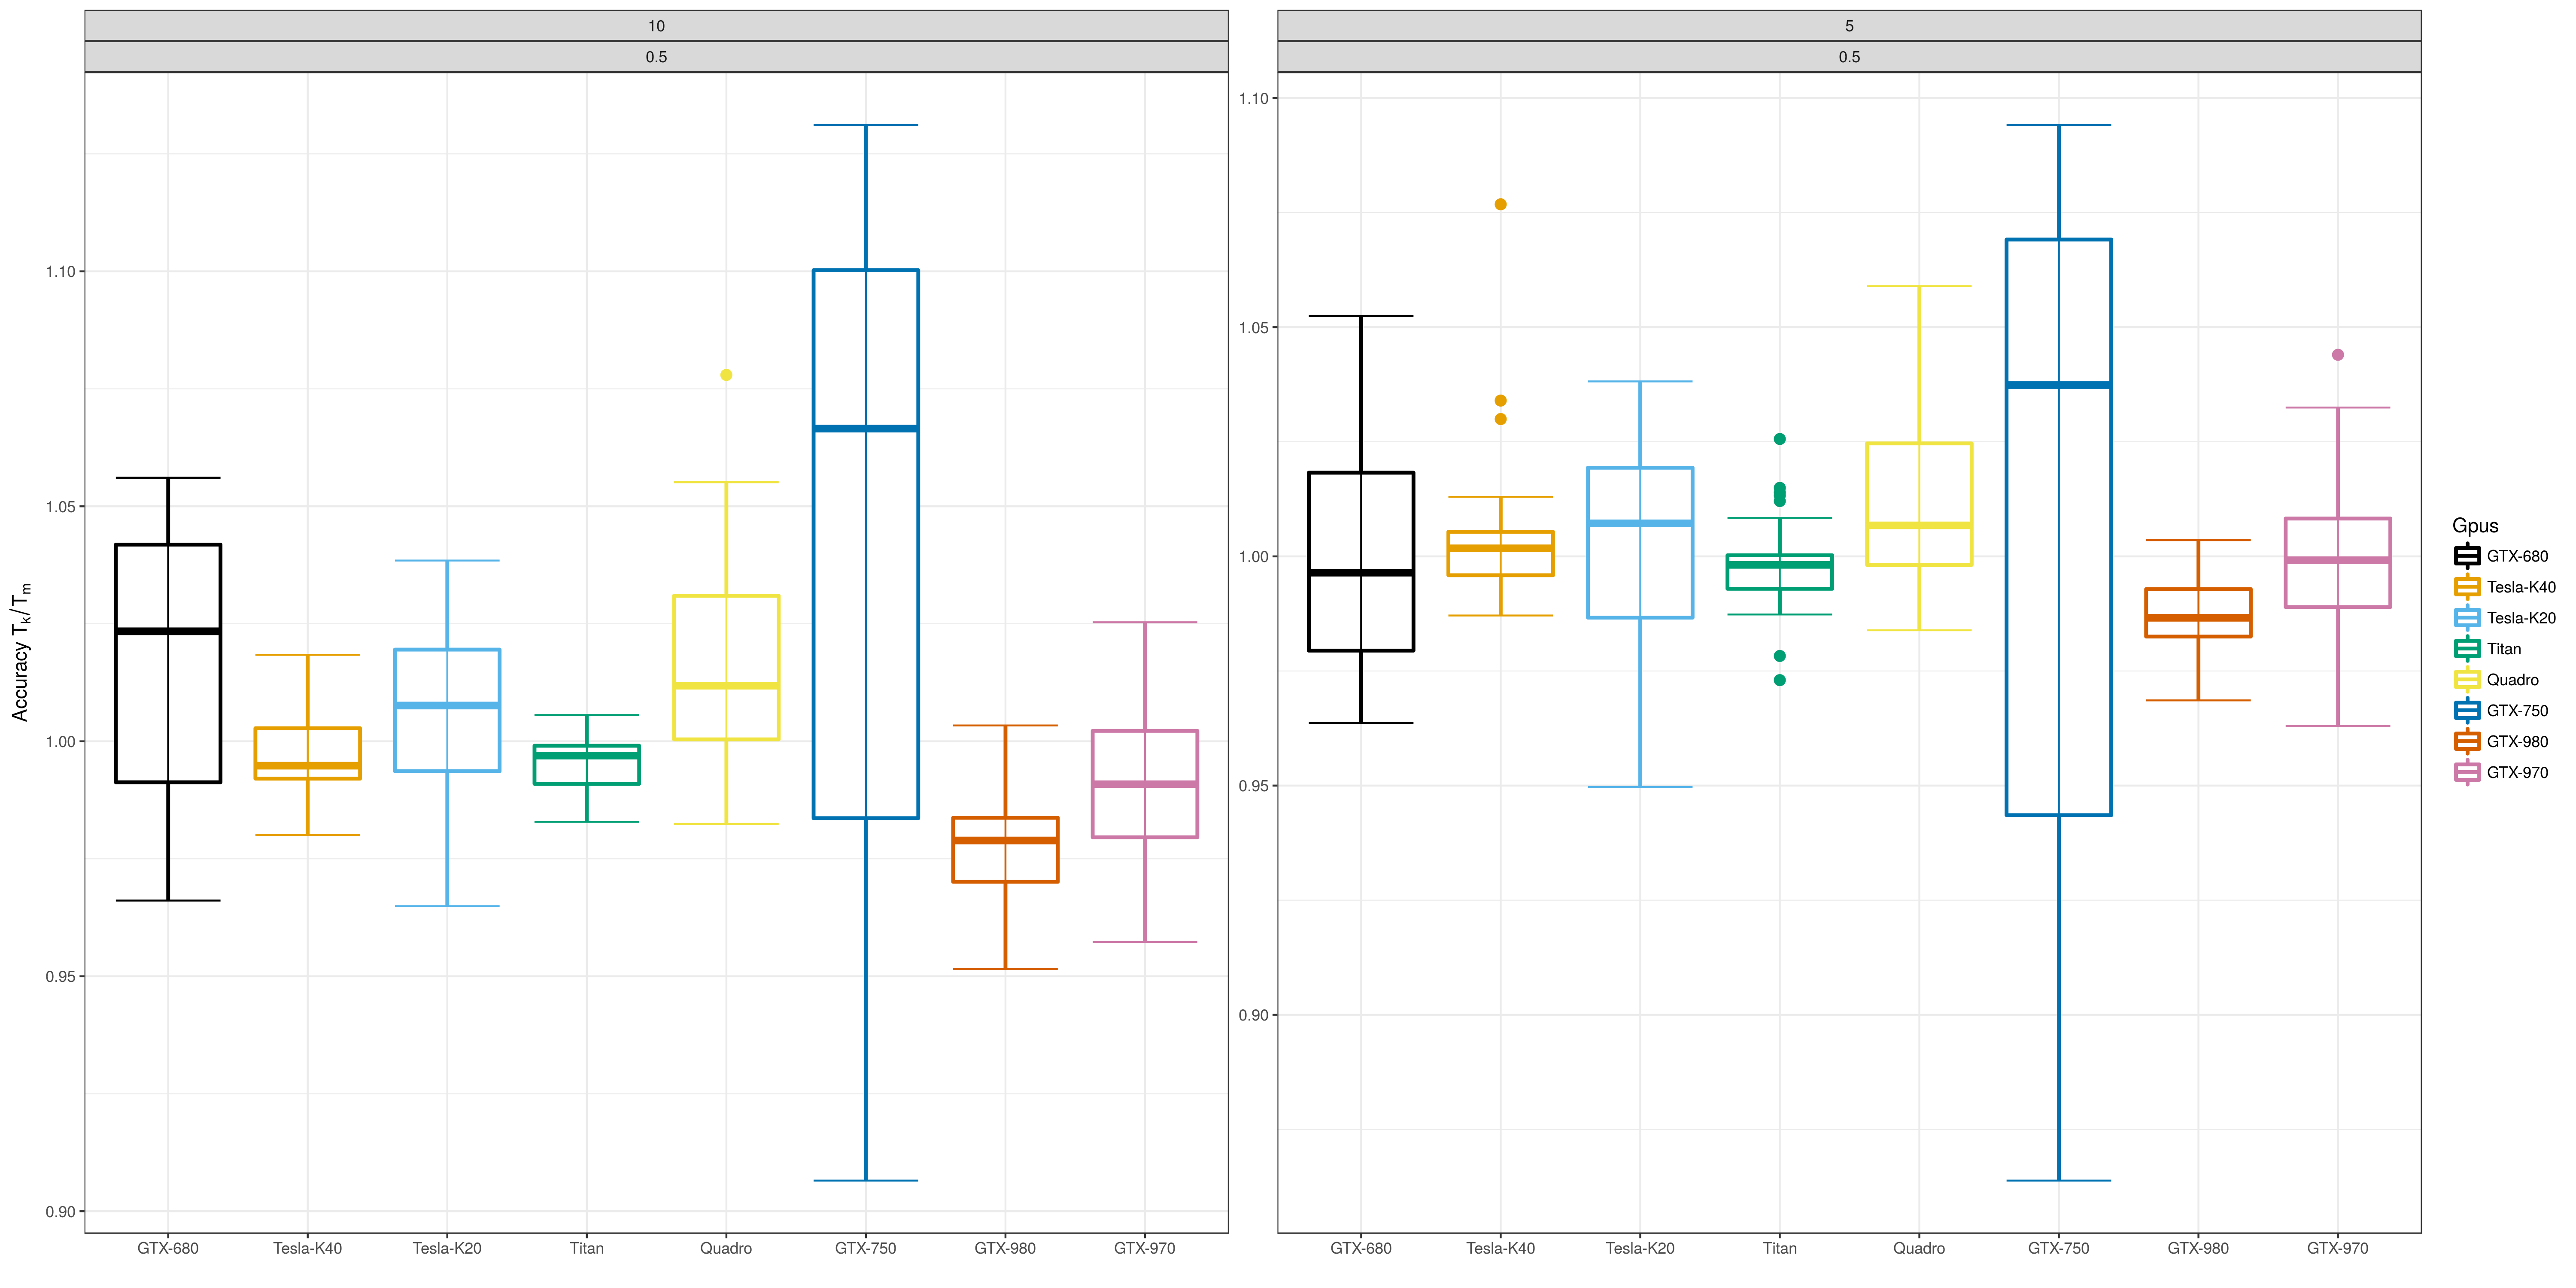 10
0.5
5
0.5
Accuracy Tk/Tm
1.10
1.05
1.00
0.95
0.90
1.10
1.05
1.00
0.95
0.90
GTX-680 Tesla-K40 Tesla-K20 Titan Quadro GTX-750 GTX-980 GTX-970
GTX-680 Tesla-K40 Tesla-K20 Titan Quadro GTX-750 GTX-980 GTX-970
Gpus
GTX-680
Tesla-K40
Tesla-K20
Titan
Quadro
GTX-750
GTX-980
GTX-970